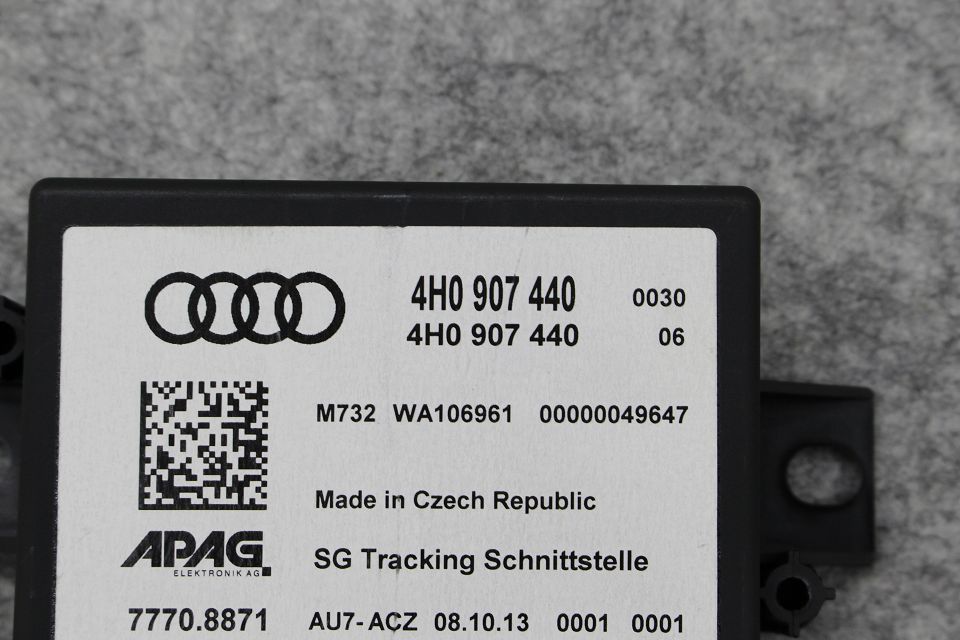 4H0 907 440 0030
4H0 907 440 06
M732 WA106961 00000049647
Made in Czech Republic
APAG
ELEKTRONIK AG
SG Tracking Schnittstelle
7770.8871 AU7-ACZ 08.10.13 0001 0001